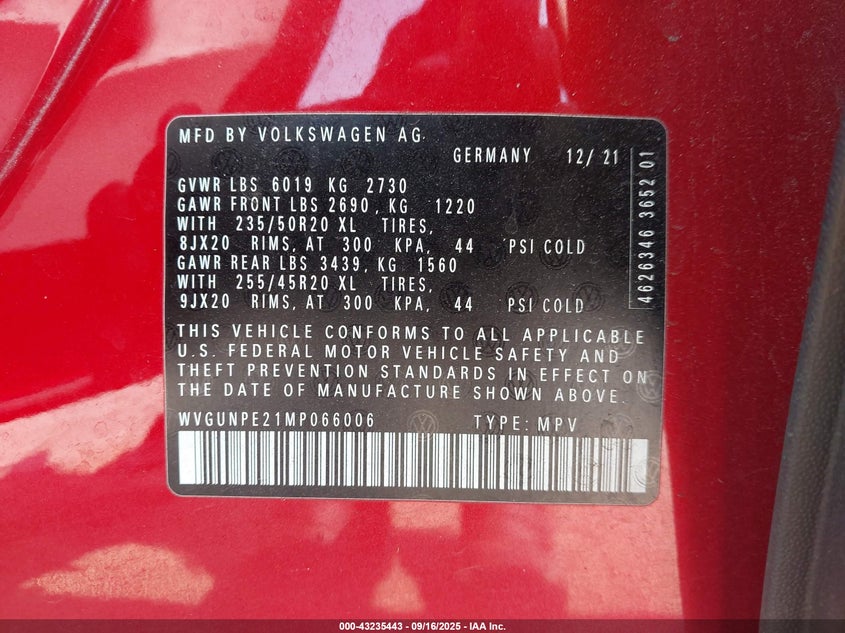 MFD BY VOLKSWAGEN AG
GERMANY 12/ 21
GVWR LBS 6019 KG 2730
GAWR FRONT LBS 2690, KG 1220
WITH 235/50R20 XL TIRES,
8JX20 RIMS, AT 300 KPA, 44 PSI COLD
GAWR REAR LBS 3439, KG 1560
WITH 255/45R20 XL TIRES,
9JX20 RIMS, AT 300 KPA, 44 PSI COLD
THIS VEHICLE CONFORMS TO ALL APPLICABLE
U.S. FEDERAL MOTOR VEHICLE SAFETY AND
THEFT PREVENTION STANDARDS IN EFFECT ON
THE DATE OF MANUFACTURE SHOWN ABOVE.
WVGUNPE21MP066006 TYPE: MPV
4626346 3652 01
000-43235443 - 09/16/2025 - IAA Inc.